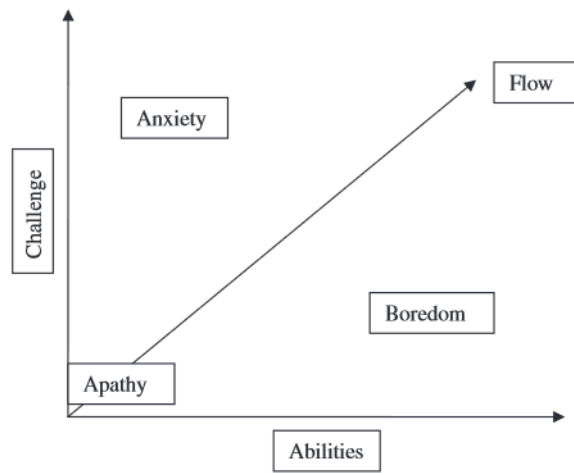 Flow
Anxiety
Challenge
Boredom
Apathy
Abilities